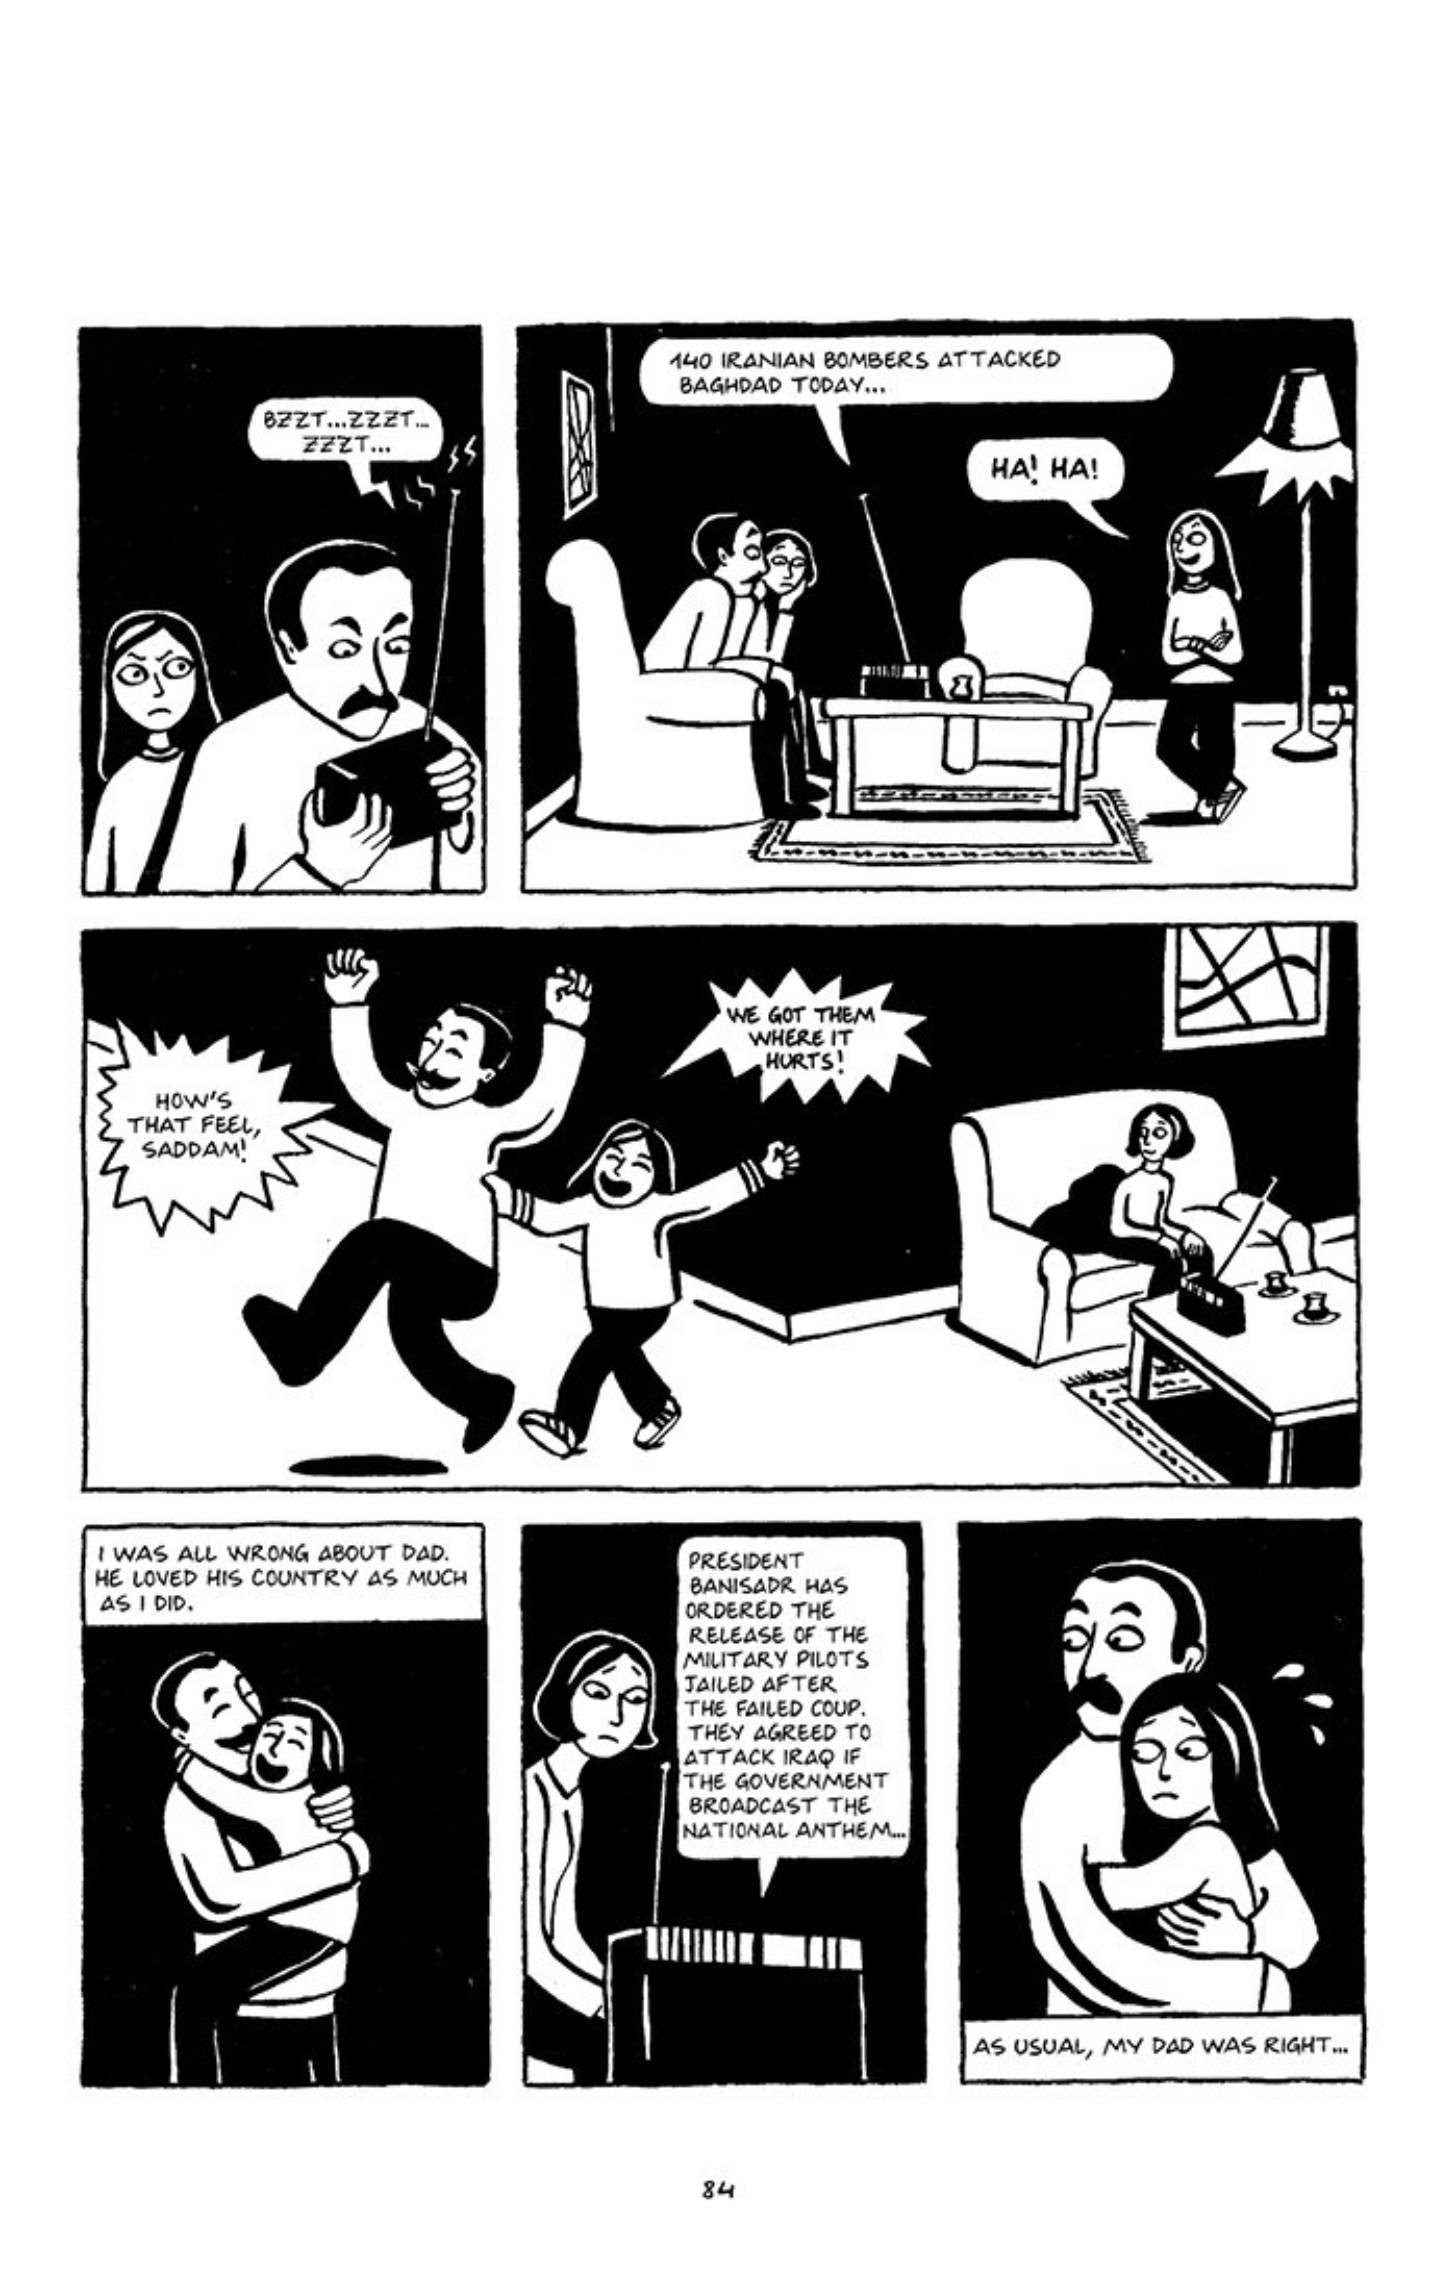 BZZT...ZZZT...
ZZZT...
140 IRANIAN BOMBERS ATTACKED
BAGHDAD TODAY...
HA! HA!
HOW'S
THAT FEEL,
SADDAM!
WE GOT THEM
WHERE IT
HURTS!
I WAS ALL WRONG ABOUT DAD.
HE LOVED HIS COUNTRY AS MUCH
AS I DID.
PRESIDENT
BANISADR HAS
ORDERED THE
RELEASE OF THE
MILITARY PILOTS
JAILED AFTER
THE FAILED COUP.
THEY AGREED TO
ATTACK IRAQ IF
THE GOVERNMENT
BROADCAST THE
NATIONAL ANTHEM...
AS USUAL, MY DAD WAS RIGHT...
84